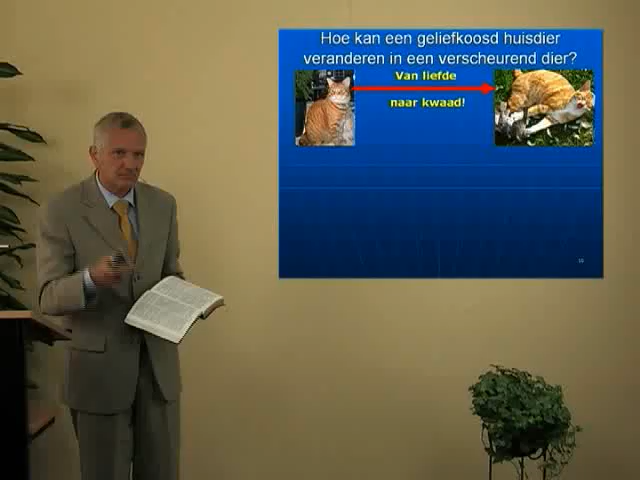 Hoe kan een geliefkoosd huisdier
veranderen in een verscheurend dier?
Van liefde
naar kwaad!